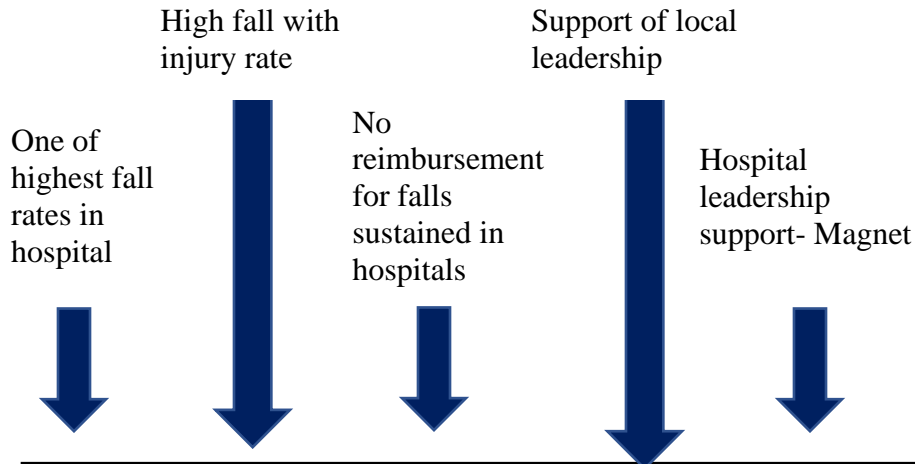 High fall with
injury rate
Support of local
leadership
One of
highest fall
rates in
hospital
No
reimbursement
for falls
sustained in
hospitals
Hospital
leadership
support- Magnet